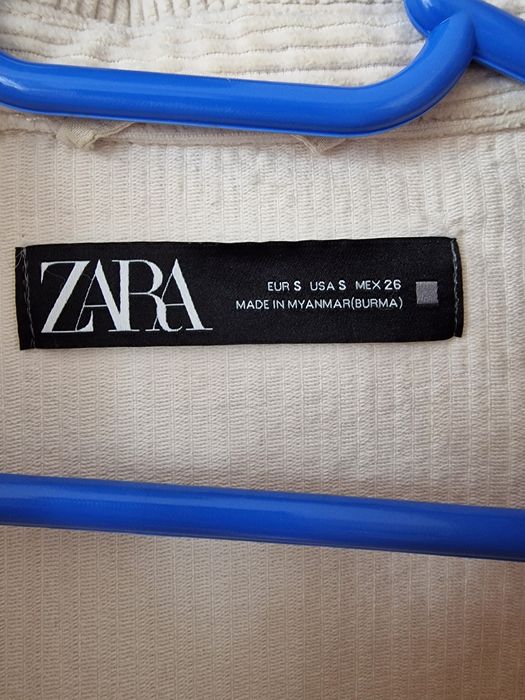 ZARA
EUR S USA S MEX 26
MADE IN MYANMAR(BURMA)